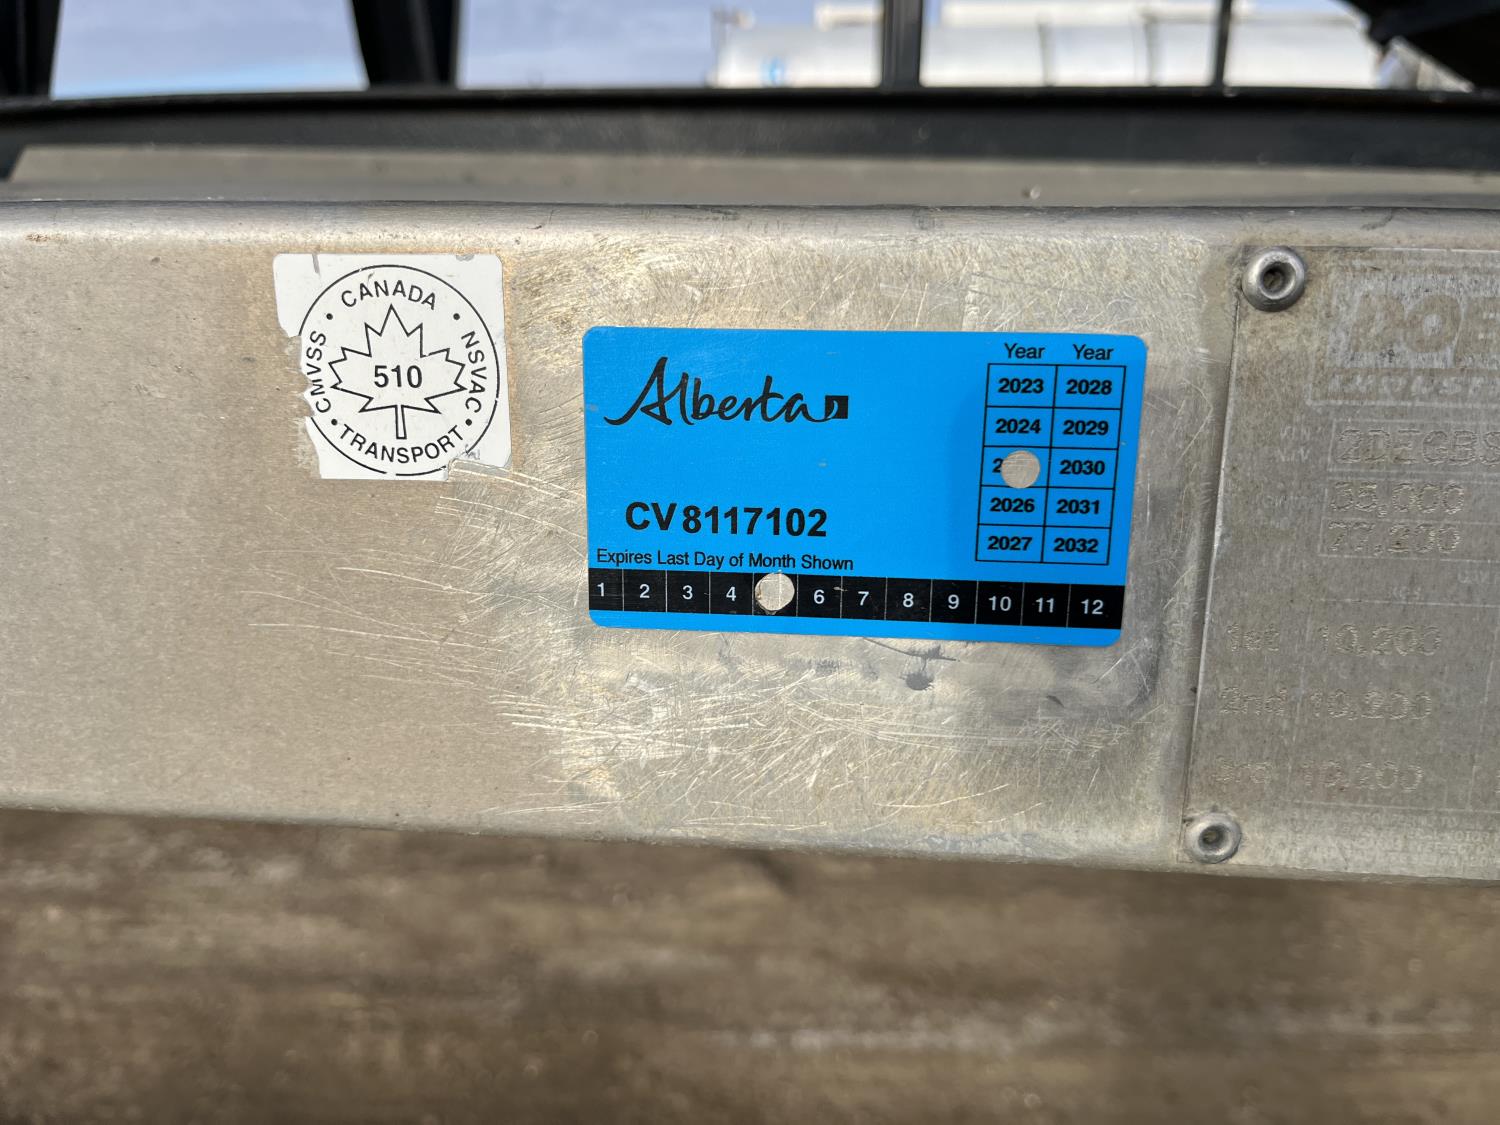 CANADA
CMVSS
NSVAC
510
TRANSPORT
Alberta
CV8117102
Expires Last Day of Month Shown
1 2 3 4 6 7 8 9 10 11 12
Year Year
2023 2028
2024 2029
2030
2026 2031
2027 2032
35,000
77,200
1st 10,200
2nd 10,200
10,200